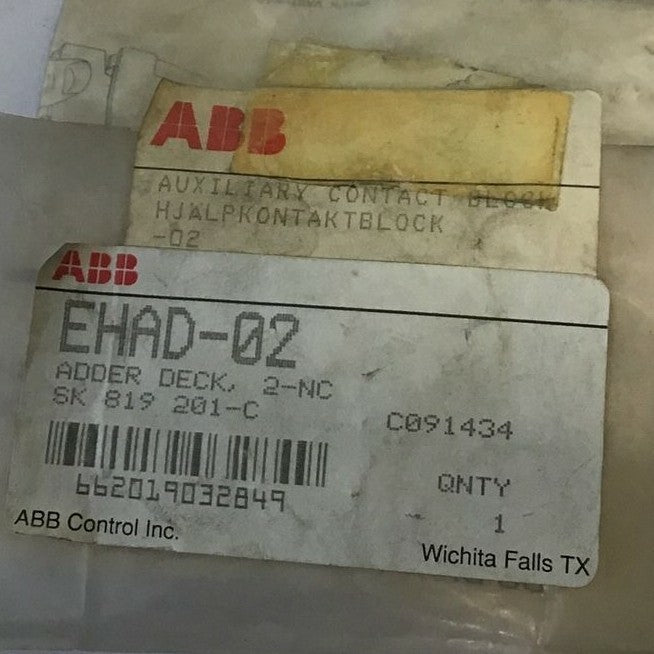 ABB
AUXILIARY CONTACT BLOCK
HJALPKONTAKTBLOCK
-02
ABB
EHAD-02
ADDER DECK, 2-NC
SK 819 201-C
C091434
662019032849
QNTY
1
ABB Control Inc.
Wichita Falls TX